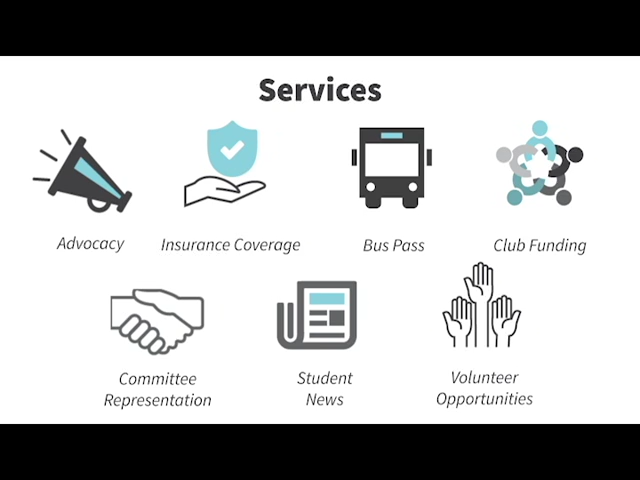 Services
Advocacy
Insurance Coverage
Bus Pass
Club Funding
Committee
Representation
Student
News
Volunteer
Opportunities